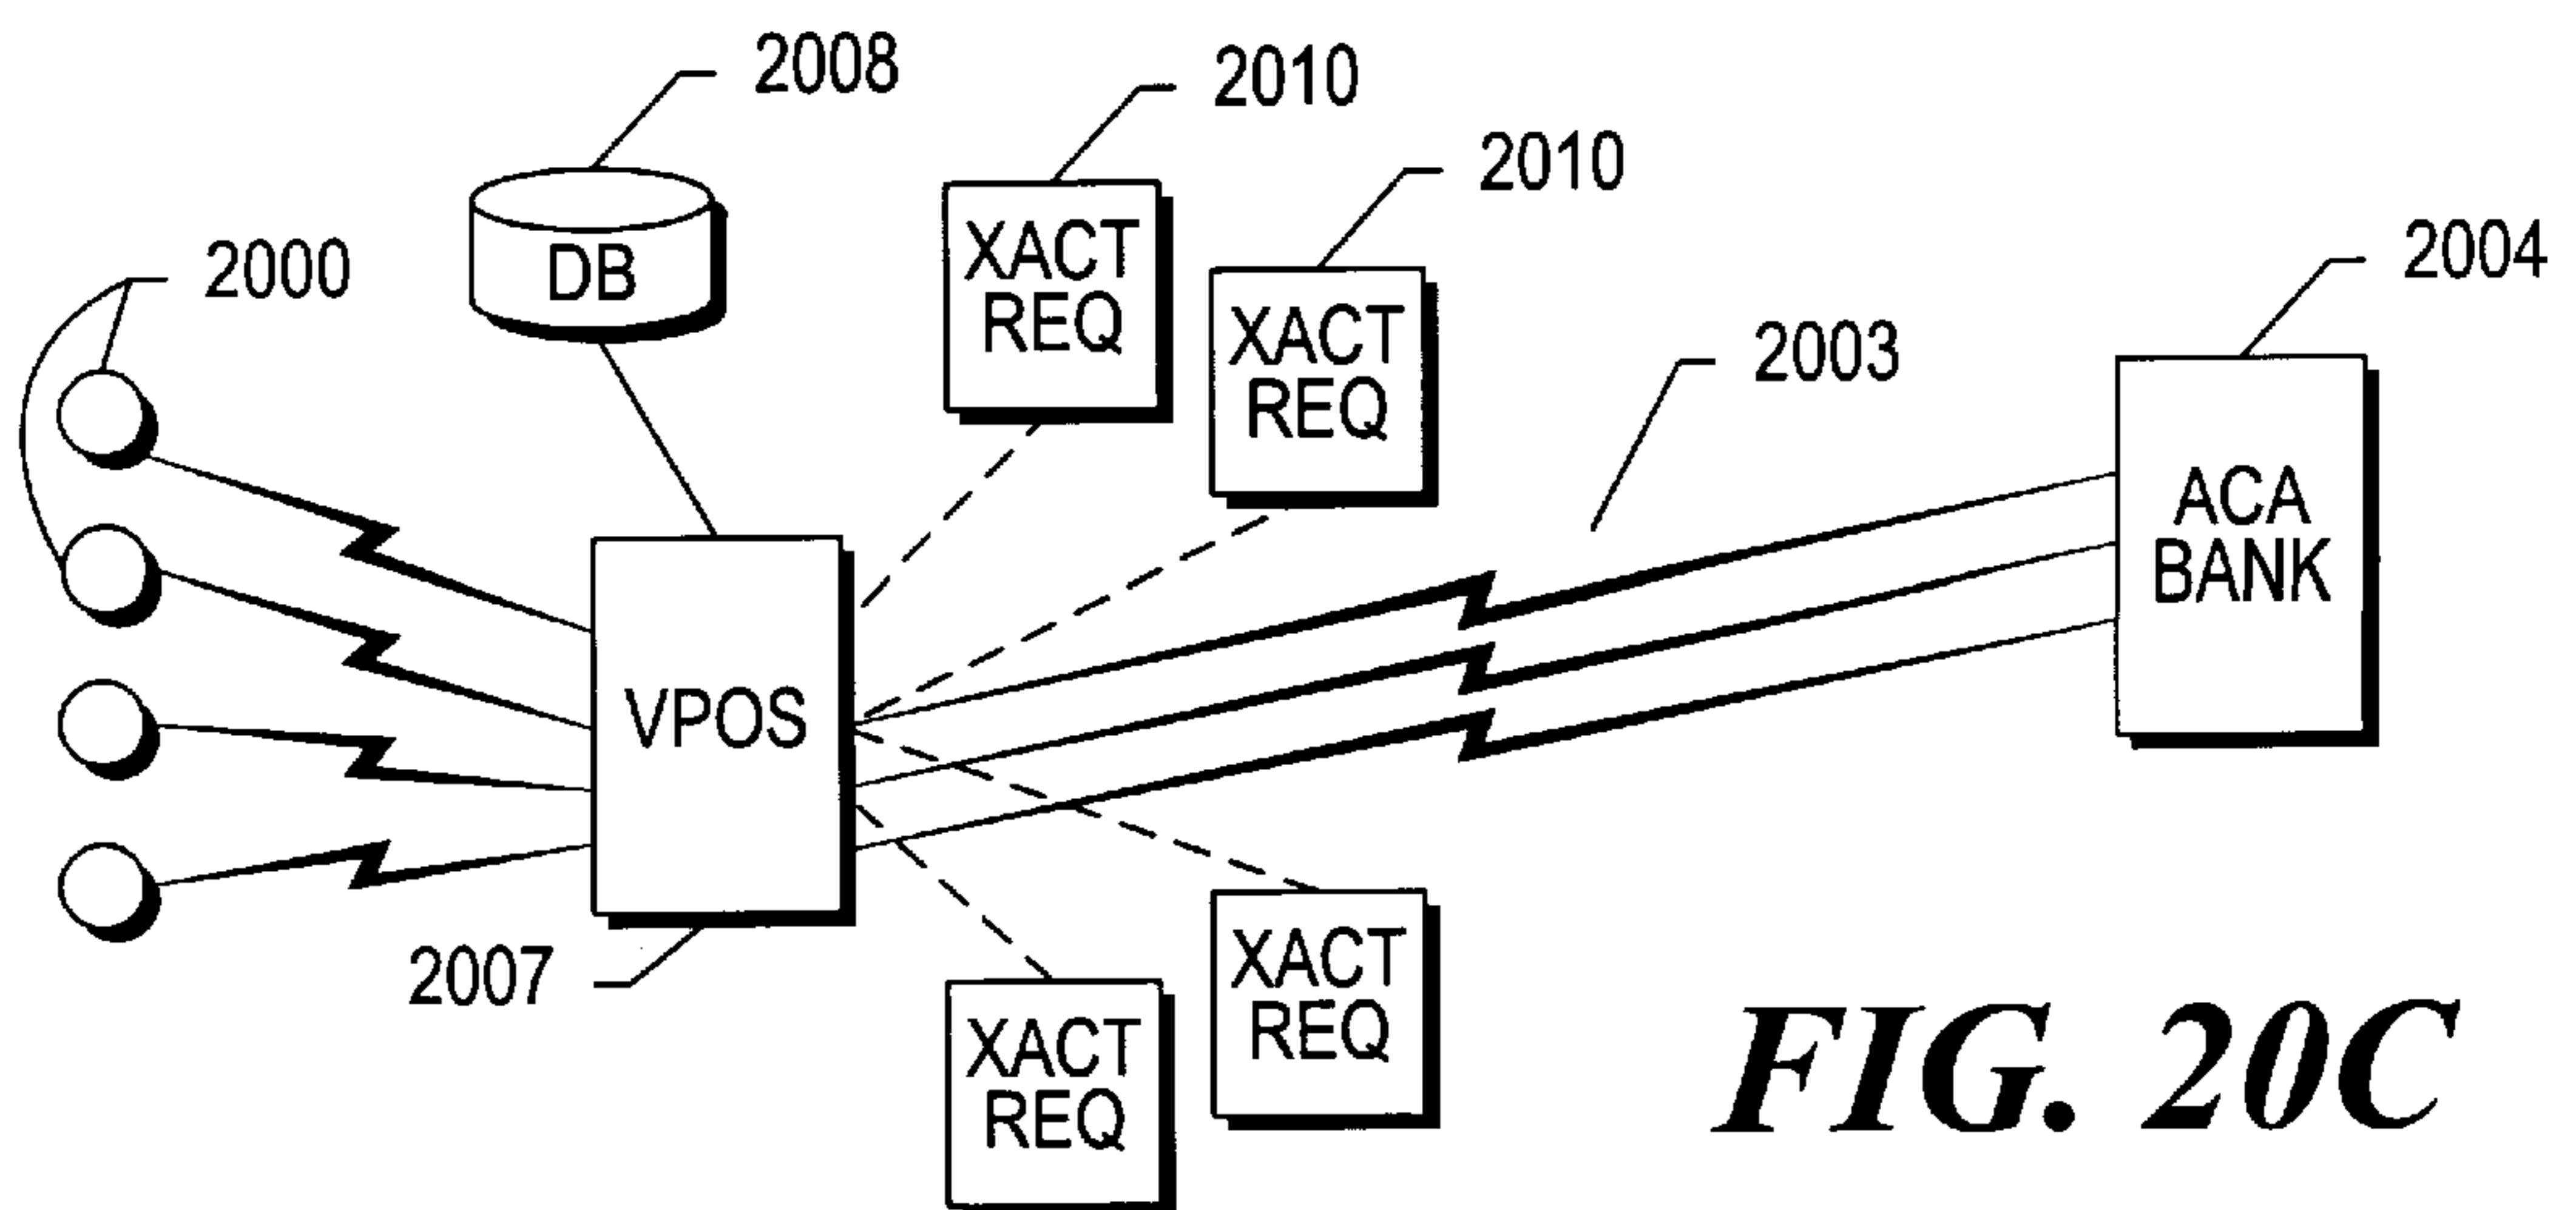 2008
2010
2010
2000
DB
XACT
REQ
XACT
REQ
2003
2004
ACA
BANK
VPOS
2007
XACT
REQ
XACT
REQ
FIG. 20C